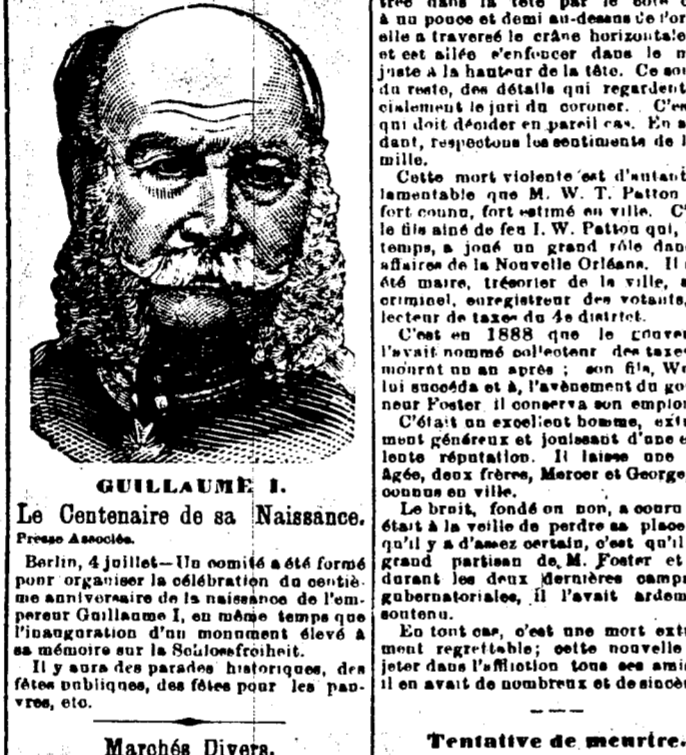 GUILLAUME I.
Le Centenaire de sa Naissance.
Presse Associée.
Berlin, 4 juillet—Un comité a été formé
pour organiser la célébration du centiè-
me anniversaire de la naissance de l'em-
pereur Guillaume I, en même temps que
l'inauguration d'un monument élevé à
sa mémoire sur la Schlossfreiheit.
Il y aura des parades historiques, des
fêtes publiques, des fêtes pour les pau-
vres, etc.
Marchés Divers.
trée dans la tête par le côté
à un pouce et demi au-dessus de l'or
elle a traversé le crâne horizontale
et est allée s'enfoncer dans le m
juste à la hauteur de la tête. Ce son
du reste, des détails qui regardent
cialement le juri du coroner. C'es
qui doit décider en pareil cas. En a
dant, respectons les sentiments de l
mille.
Cette mort violente est d'autant
lamentable que M. W. T. Patton
fort connu, fort estimé en ville. C'
le fils aîné de feu I. W. Patton qui,
temps, a joué un grand rôle dans
affaires de la Nouvelle Orléans. Il
été maire, trésorier de la ville, a
criminel, enregistreur des votants,
lecteur de taxes du 4e district.
C'est en 1888 que le gouver
l'avait nommé collecteur des taxes
mourût un an après ; son fils, W
lui succéda et à, l'avènement du go
neur Foster il conserva son emplo
C'était un excellent homme, extr
ment généreux et jouissant d'une e
lente réputation. Il laisse une
Agée, deux frères, Mercer et George
connus en ville.
Le bruit, fondé ou non, a couru
était à la veille de perdre sa place
qu'il y a d'assez certain, c'est qu'il
grand partisan de M. Foster et
durant les deux dernières camp
gubernatoriales, il l'avait ardem
soutenu.
En tout cas, c'est une mort extr
ment regrettable; cette nouvelle
jeter dans l'affliction tous ses ami
il en avait de nombreux et de sincèr
Tentative de meurtre.